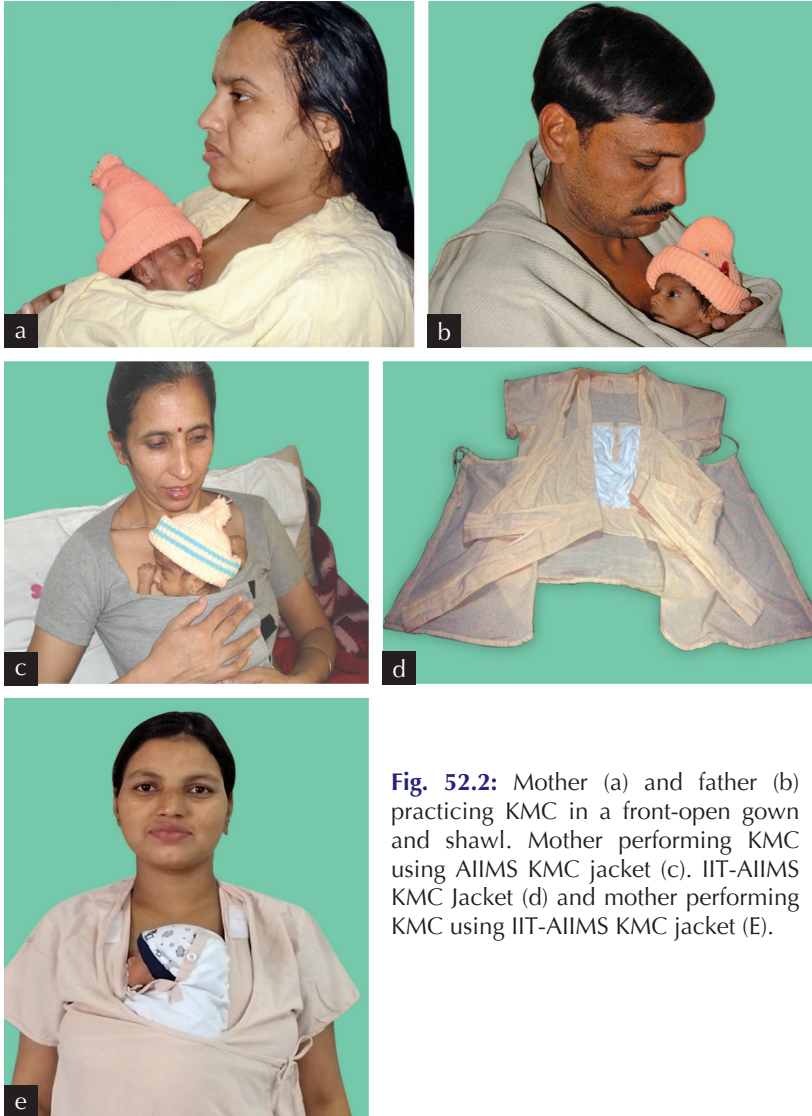 a
b
c
d
e
Fig. 52.2: Mother (a) and father (b)
practicing KMC in a front-open gown
and shawl. Mother performing KMC
using AIIMS KMC jacket (c). IIT-AIIMS
KMC Jacket (d) and mother performing
KMC using IIT-AIIMS KMC jacket (E).